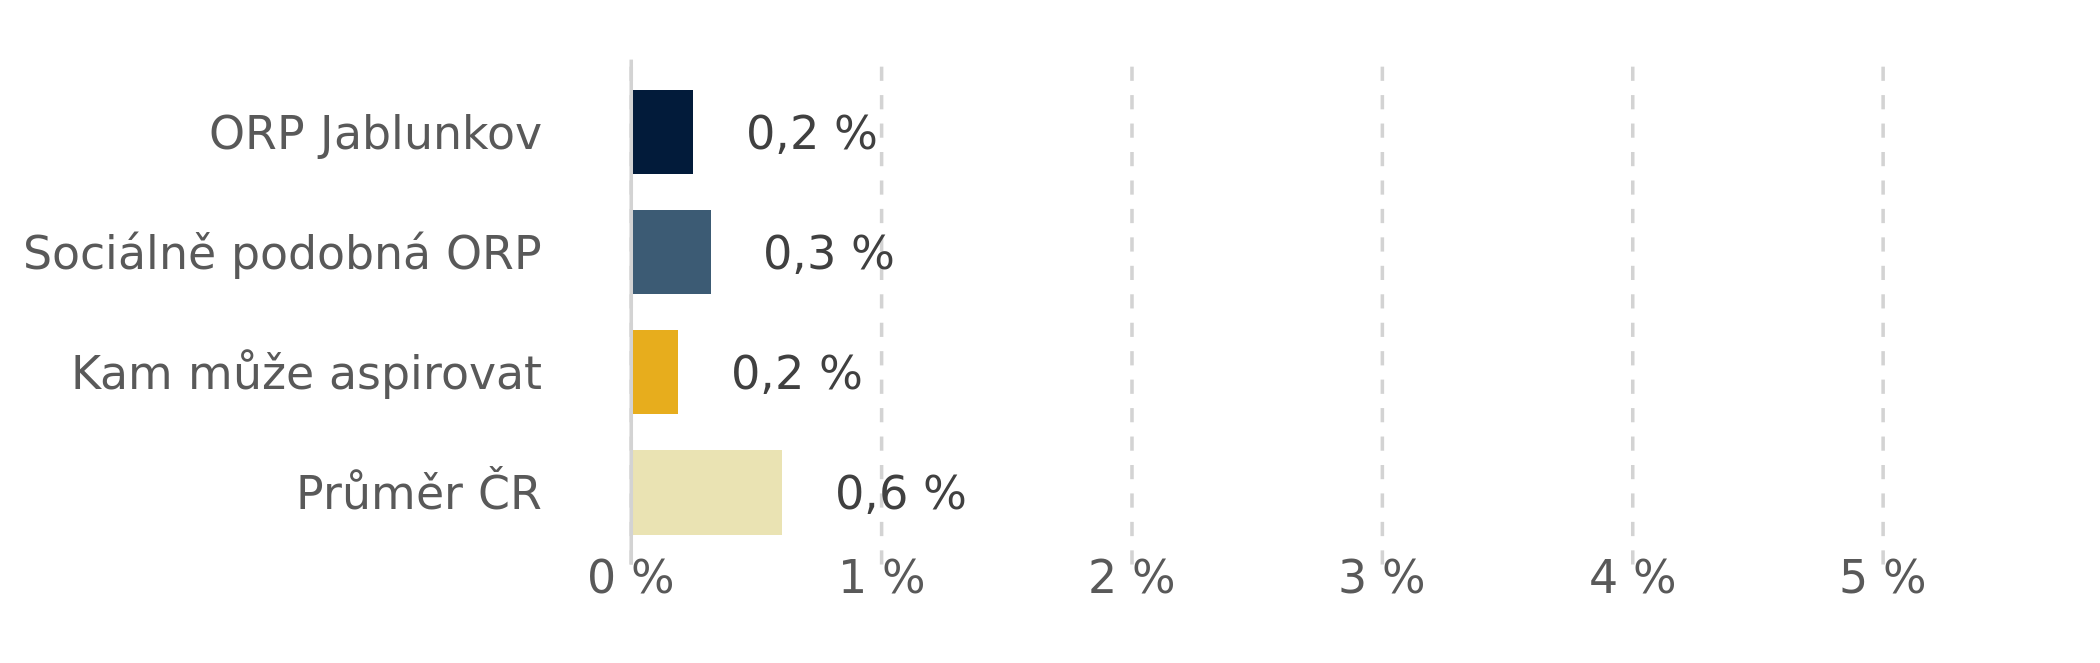 ORP Jablunkov 0,2 %
Sociálně podobná ORP 0,3 %
Kam může aspirovat 0,2 %
Průměr ČR 0,6 %
0 % 1 % 2 % 3 % 4 % 5 %